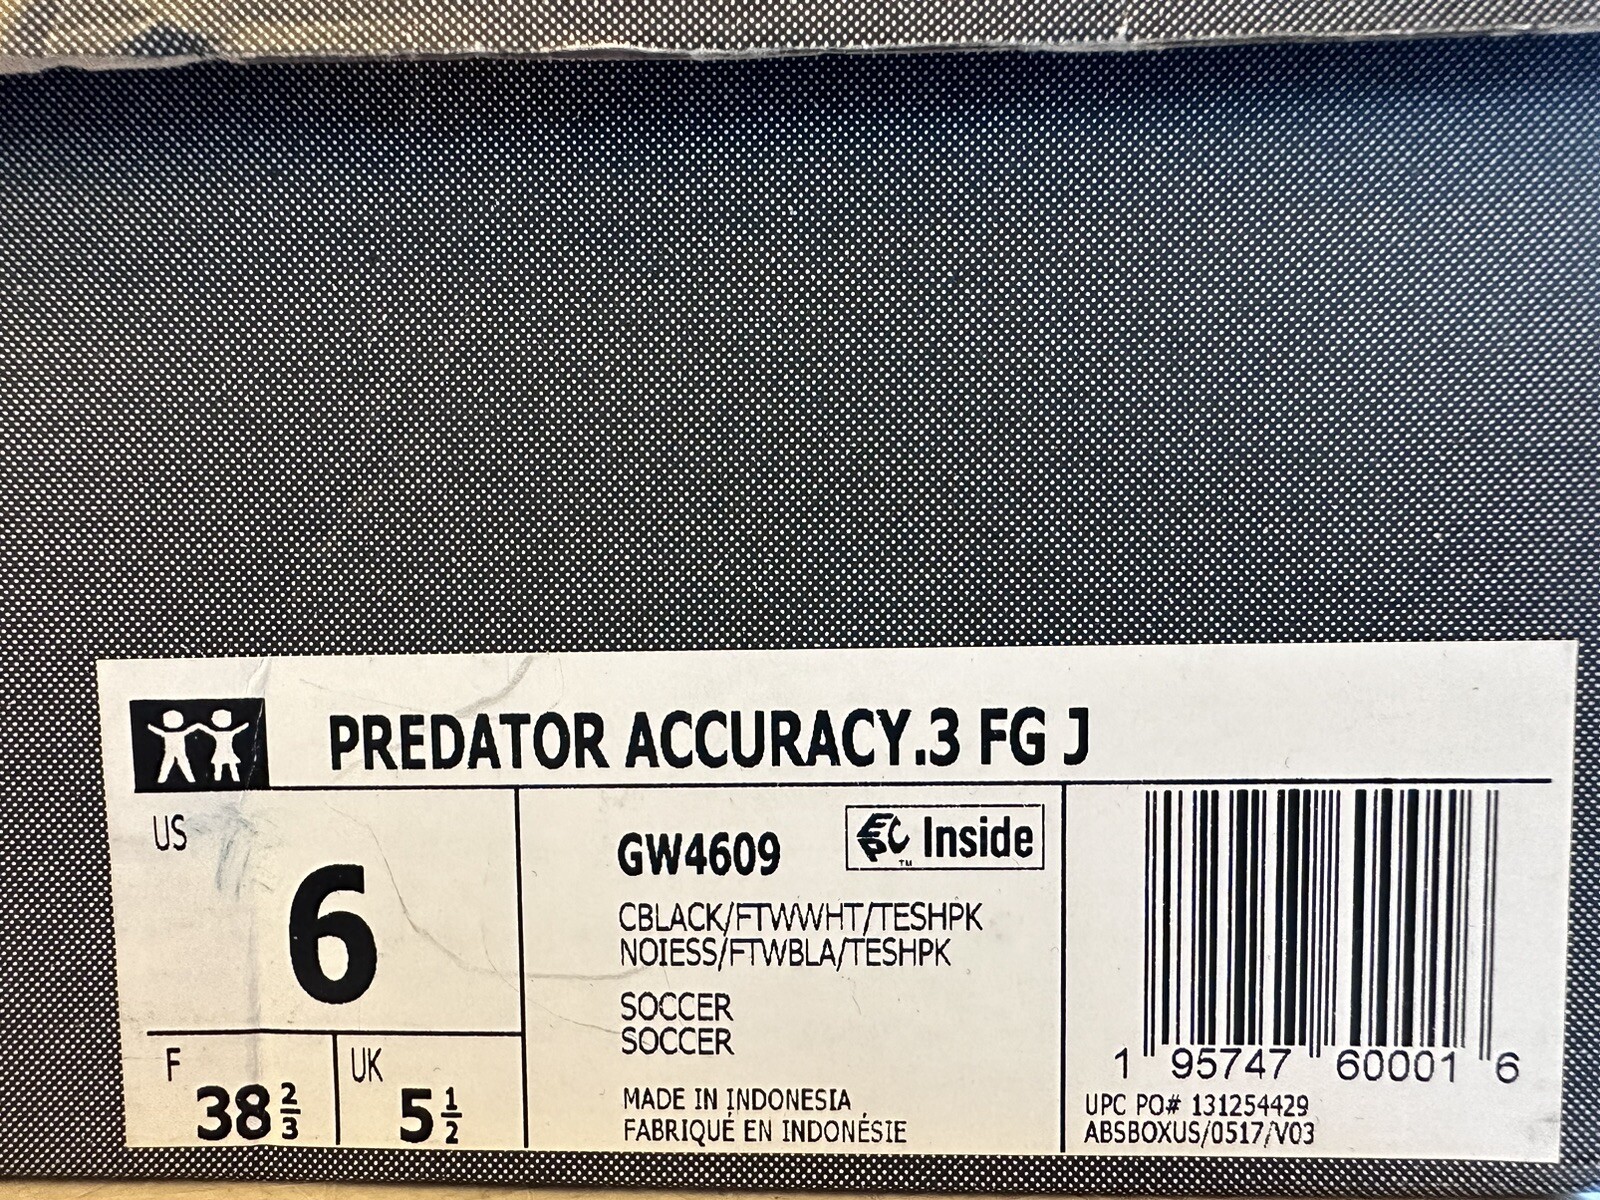 PREDATOR ACCURACY.3 FG J
US
6
F
38 2/3
UK
5 1/2
GW4609
EPC Inside
TM
CBLACK/FTWWHT/TESHPK
NOIESS/FTWBLA/TESHPK
SOCCER
SOCCER
MADE IN INDONESIA
FABRIQUÉ EN INDONÉSIE
1 95747 60001 6
UPC PO# 131254429
ABSBOXUS/0517/V03